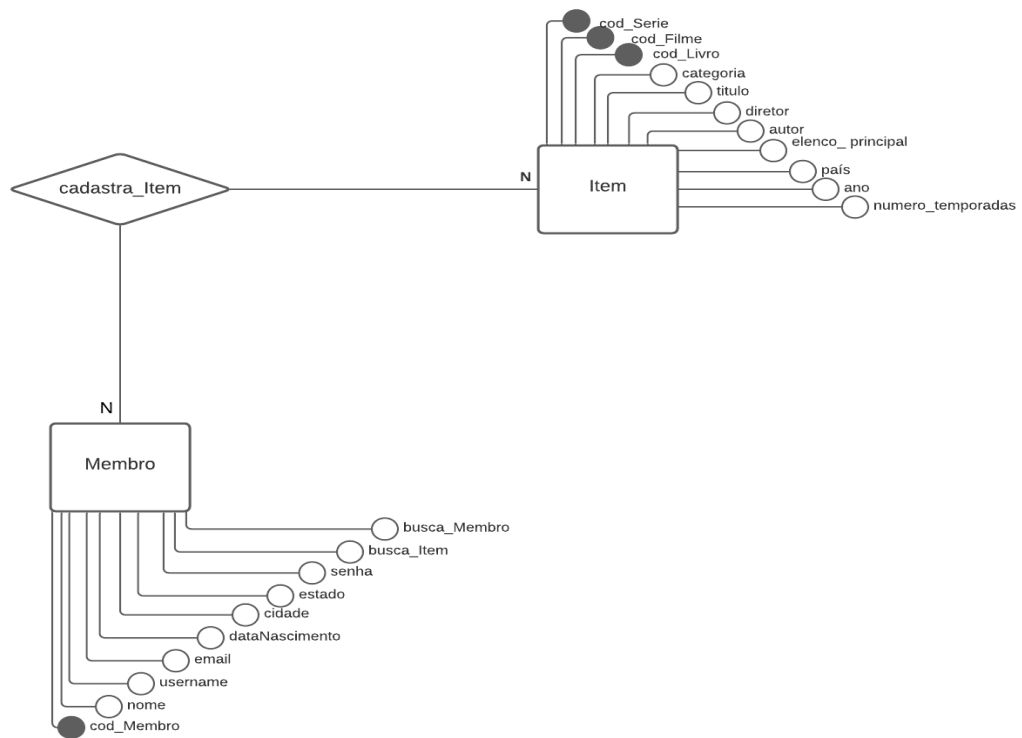 cod_Serie
cod_Filme
cod_Livro
categoria
titulo
diretor
autor
elenco_ principal
país
ano
numero_temporadas
N
Item
cadastra_Item
N
Membro
busca_Membro
busca_Item
senha
estado
cidade
dataNascimento
email
username
nome
cod_Membro